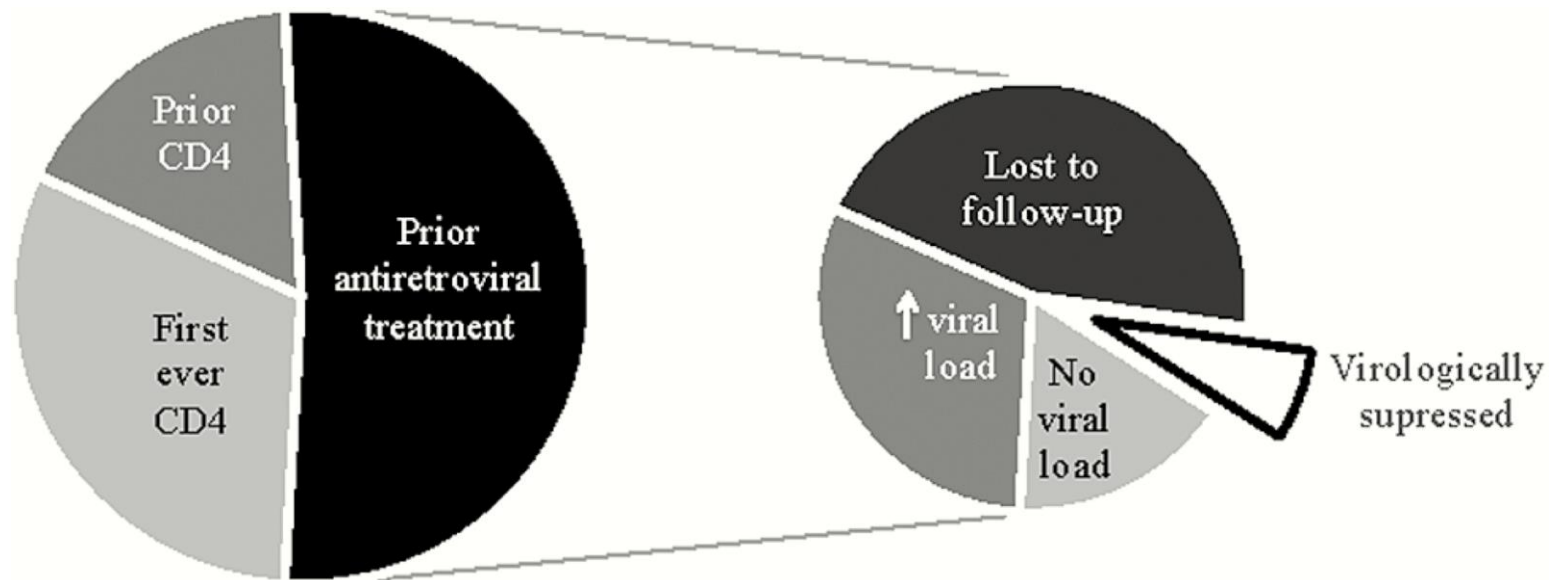 Prior
CD4
First
ever
CD4
Prior
antiretroviral
treatment
Lost to
follow-up
↑ viral
load
No
viral
load
Virologically
supressed